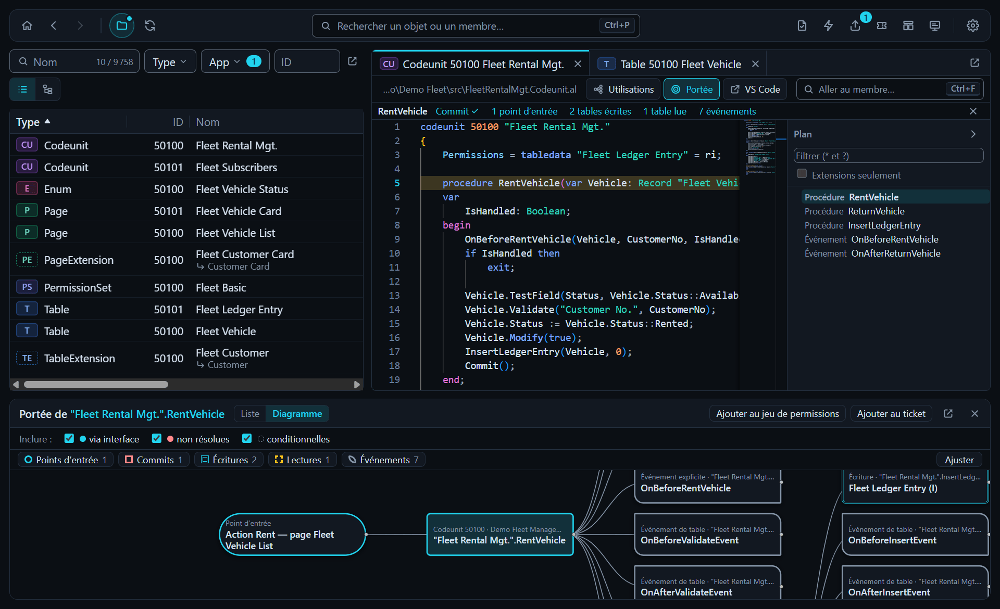 Rechercher un objet ou un membre... Ctrl+P
1
Nom 10 / 9 758 Type App 1 ID
Type ID Nom
CU Codeunit 50100 Fleet Rental Mgt.
CU Codeunit 50101 Fleet Subscribers
E Enum 50100 Fleet Vehicle Status
P Page 50101 Fleet Vehicle Card
P Page 50100 Fleet Vehicle List
PE PageExtension 50100 Fleet Customer Card
↳ Customer Card
PS PermissionSet 50100 Fleet Basic
T Table 50101 Fleet Ledger Entry
T Table 50100 Fleet Vehicle
TE TableExtension 50100 Fleet Customer
↳ Customer
CU Codeunit 50100 Fleet Rental Mgt.
T Table 50100 Fleet Vehicle
...o\Demo Fleet\src\FleetRentalMgt.Codeunit.al Utilisations Portée VS Code Aller au membre... Ctrl+F
RentVehicle Commit ✓ 1 point d’entrée 2 tables écrites 1 table lue 7 événements
1 codeunit 50100 "Fleet Rental Mgt."
2 {
3 Permissions = tabledata "Fleet Ledger Entry" = ri;
4
5 procedure RentVehicle(var Vehicle: Record "Fleet Vehi
6 var
7 IsHandled: Boolean;
8 begin
9 OnBeforeRentVehicle(Vehicle, CustomerNo, IsHandle
10 if IsHandled then
11 exit;
12
13 Vehicle.TestField(Status, Vehicle.Status::Availab
14 Vehicle.Validate("Customer No.", CustomerNo);
15 Vehicle.Status := Vehicle.Status::Rented;
16 Vehicle.Modify(true);
17 InsertLedgerEntry(Vehicle, 0);
18 Commit();
19 end;
Plan
Filtrer (* et ?)
Extensions seulement
Procédure RentVehicle
Procédure ReturnVehicle
Procédure InsertLedgerEntry
Événement OnBeforeRentVehicle
Événement OnAfterReturnVehicle
Portée de "Fleet Rental Mgt.".RentVehicle Liste Diagramme Ajouter au jeu de permissions Ajouter au ticket
Inclure : via interface non résolues conditionnelles
Points d’entrée 1 Commits 1 Écritures 2 Lectures 1 Événements 7 Ajuster
Point d’entrée
Action Rent — page Fleet
Vehicle List
Codeunit 50100 · Demo Fleet Manage...
"Fleet Rental Mgt.".RentVehicle
Événement explicite · "Fleet Rental Mgt....
OnBeforeRentVehicle
Événement de table · "Fleet Rental Mgt....
OnBeforeValidateEvent
Événement de table · "Fleet Rental Mgt....
OnAfterValidateEvent
Écriture · "Fleet Rental Mgt.".InsertLedg...
Fleet Ledger Entry (I)
Événement de table · "Fleet Rental Mgt....
OnBeforeInsertEvent
Événement de table · "Fleet Rental Mgt....
OnAfterInsertEvent